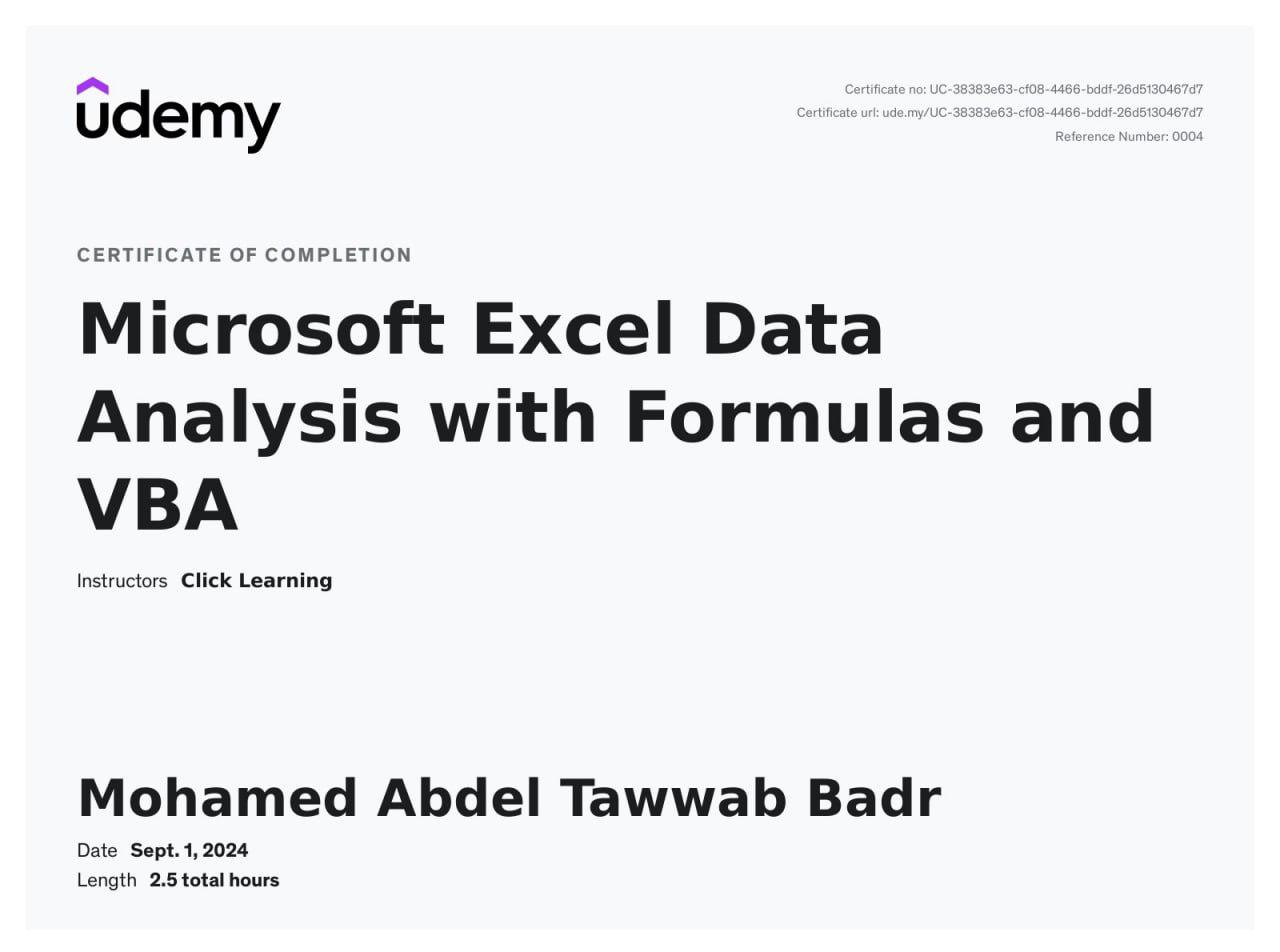 udemy
Certificate no: UC-38383e63-cf08-4466-bddf-26d5130467d7
Certificate url: ude.my/UC-38383e63-cf08-4466-bddf-26d5130467d7
Reference Number: 0004
CERTIFICATE OF COMPLETION
Microsoft Excel Data
Analysis with Formulas and
VBA
Instructors Click Learning
Mohamed Abdel Tawwab Badr
Date Sept. 1, 2024
Length 2.5 total hours